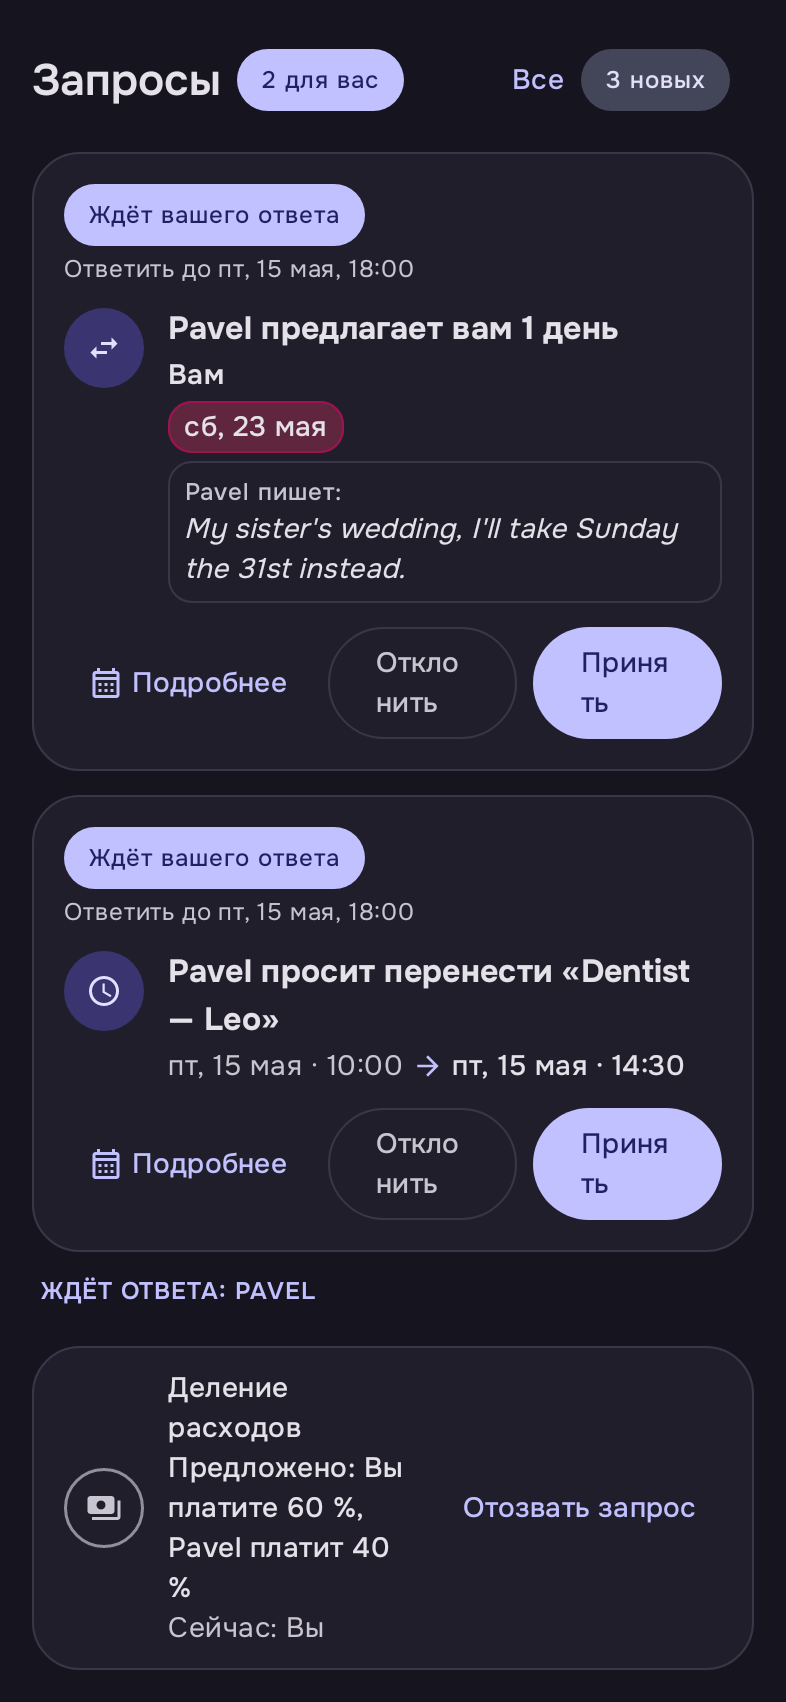 Запросы
2 для вас
Все
3 новых
Ждёт вашего ответа
Ответить до пт, 15 мая, 18:00
Pavel предлагает вам 1 день
Вам
сб, 23 мая
Pavel пишет:
My sister's wedding, I'll take Sunday
the 31st instead.
Подробнее
Откло
нить
Приня
ть
Ждёт вашего ответа
Ответить до пт, 15 мая, 18:00
Pavel просит перенести «Dentist
— Leo»
пт, 15 мая · 10:00 → пт, 15 мая · 14:30
Подробнее
Откло
нить
Приня
ть
ЖДЁТ ОТВЕТА: PAVEL
Деление
расходов
Предложено: Вы
платите 60 %,
Pavel платит 40
%
Сейчас: Вы
Отозвать запрос